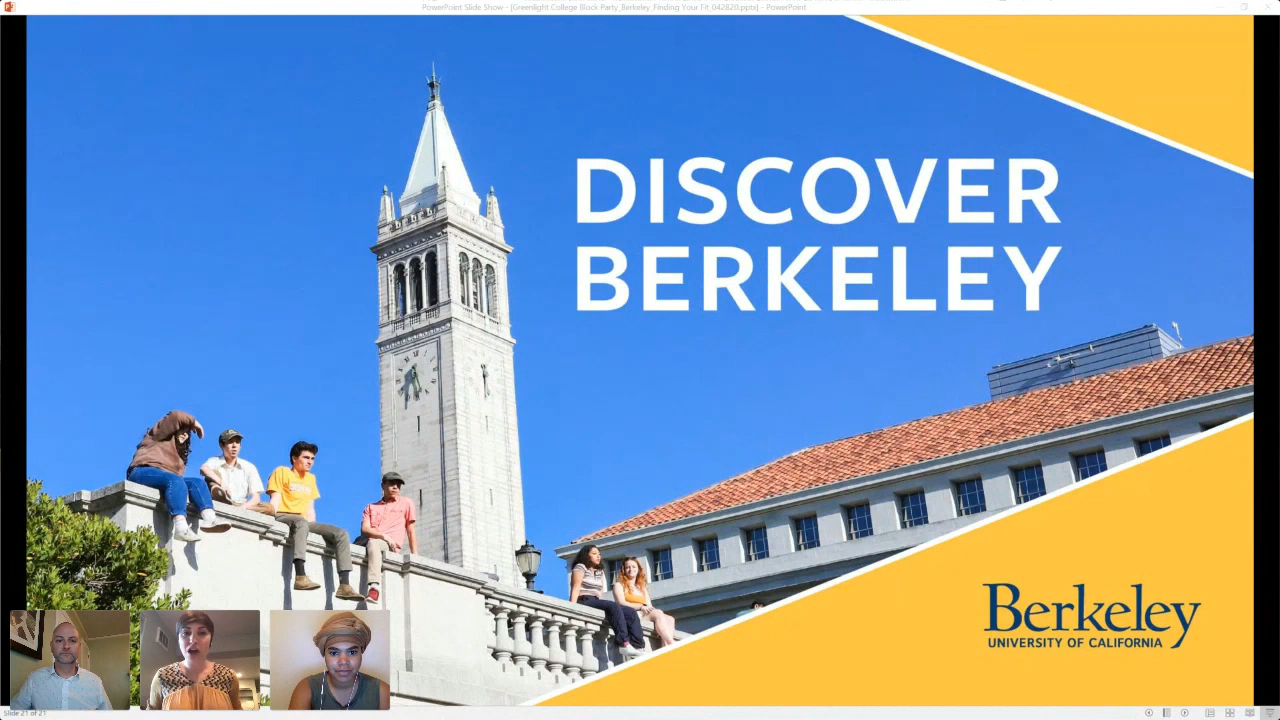 PowerPoint Slide Show - [Greenlight College Block Party_Berkeley_Finding Your Fit_042820.pptx] - PowerPoint
DISCOVER
BERKELEY
Berkeley
UNIVERSITY OF CALIFORNIA
Slide 21 of 21